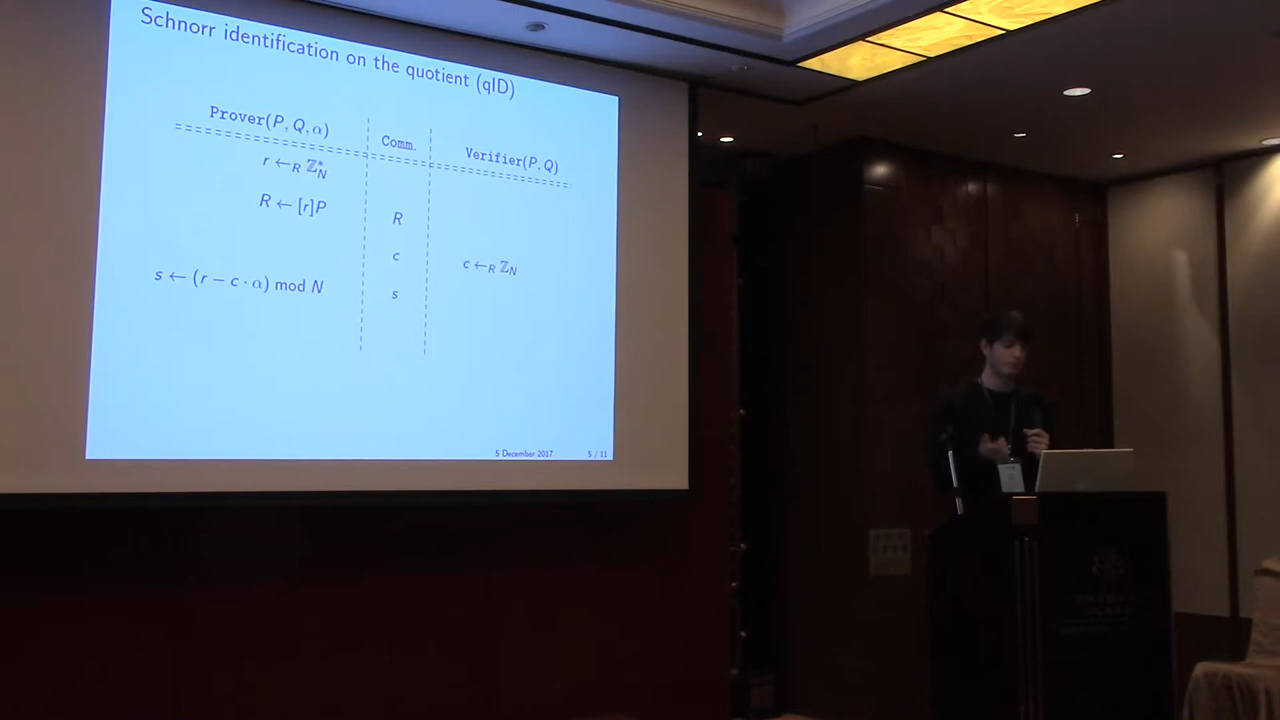 Schnorr identification on the quotient (qID)
Prover(P, Q, α) Comm. Verifier(P, Q)
r ←R ℤ*N
R ← [r]P R
c c ←R ℤN
s ← (r − c · α) mod N s
5 December 2017 5 / 11